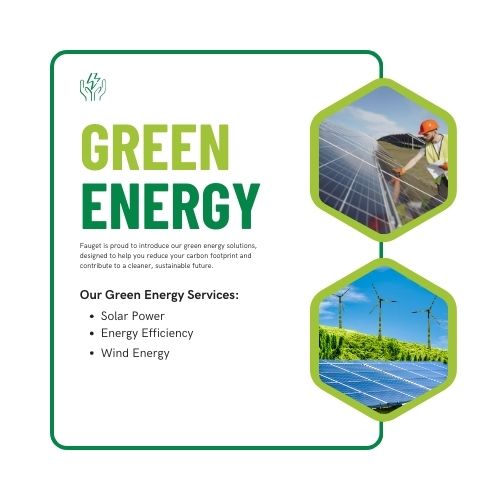 GREEN
ENERGY
Fauget is proud to introduce our green energy solutions,
designed to help you reduce your carbon footprint and
contribute to a cleaner, sustainable future.
Our Green Energy Services:
• Solar Power
• Energy Efficiency
• Wind Energy